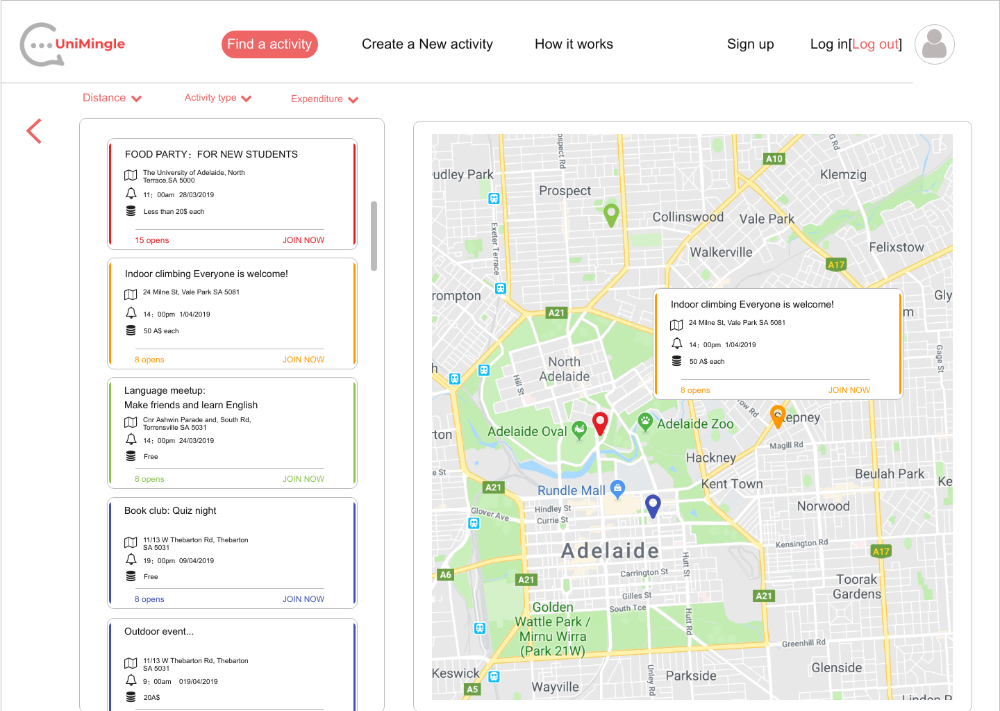 UniMingle
Find a activity
Create a New activity
How it works
Sign up
Log in[Log out]
Distance
Activity type
Expenditure
FOOD PARTY：FOR NEW STUDENTS
The University of Adelaide, North
Terrace.SA 5000
11：00am 28/03/2019
Less than 20$ each
15 opens
JOIN NOW
Indoor climbing Everyone is welcome!
24 Milne St, Vale Park SA 5081
14：00pm 1/04/2019
50 A$ each
8 opens
JOIN NOW
Language meetup:
Make friends and learn English
Cnr Ashwin Parade and, South Rd,
Torrensville SA 5031
14：00pm 24/03/2019
Free
8 opens
JOIN NOW
Book club: Quiz night
11/13 W Thebarton Rd, Thebarton
SA 5031
19：00pm 09/04/2019
Free
8 opens
JOIN NOW
Outdoor event...
11/13 W Thebarton Rd, Thebarton
SA 5031
9：00am 019/04/2019
20A$
ospect Rd
G Rd
A10
udley Park
Klemzig
Prospect
Collinswood
Vale Park
Exeter Terrace
Walkerville
Felixstow
A17
rompton
Gly
A21
m
Indoor climbing Everyone is welcome!
24 Milne St, Vale Park SA 5081
14：00pm 1/04/2019
50 A$ each
8 opens
JOIN NOW
Gage St
North
Adelaide
h
Hill St
row Rd
Stepney
Adelaide Oval
Adelaide Zoo
ton
Magill Rd
Hackney
e St
Beulah Park
Ke
Kent Town
A21
Rundle Mall
Norwood
Hindley St
Glover Ave
Currie St
Kensington Rd
Adelaide
A17
Hutt St
A6
A21
Carrington St
Toorak
Gardens
Gilles St
A21
South Tce
Golden
Wattle Park /
Mirnu Wirra
(Park 21W)
Hutt Rd
Greenhill Rd
Keswick
Unley Rd
Parkside
Glenside
A5
Wayville
Linden P